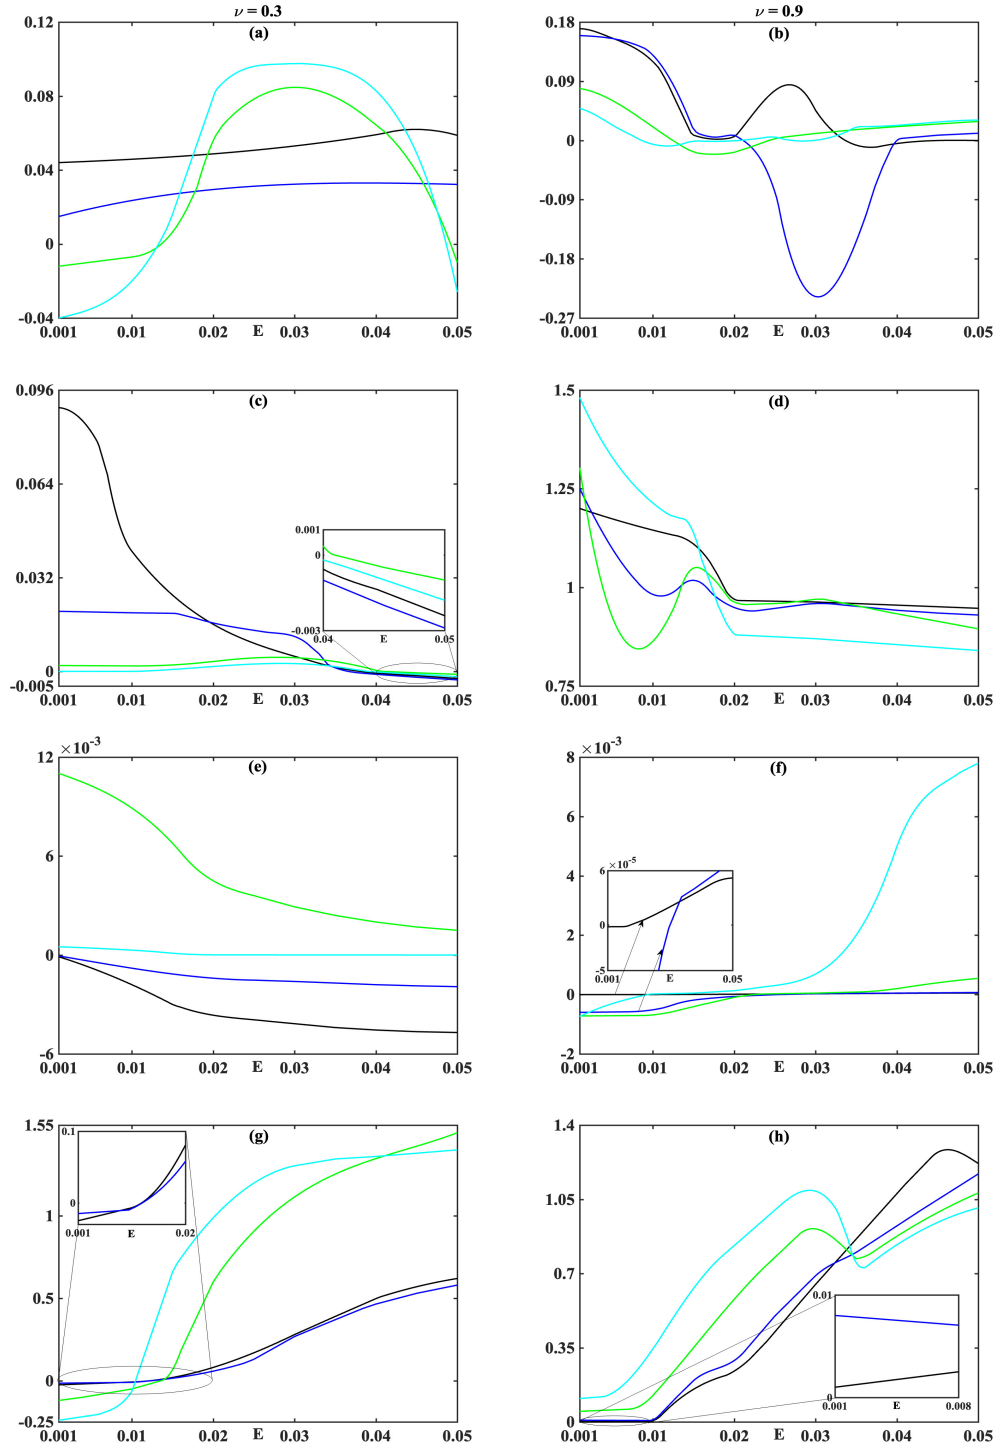 ν = 0.3
ν = 0.9
(a)
0.12
0.08
0.04
0
-0.04
0.001 0.01 0.02 E 0.03 0.04 0.05
(b)
0.18
0.09
0
-0.09
-0.18
-0.27
0.001 0.01 0.02 E 0.03 0.04 0.05
(c)
0.096
0.064
0.032
0
-0.005
0.001 0.01 0.02 E 0.03 0.04 0.05
0.001
0
-0.003
0.04 E 0.05
(d)
1.5
1.25
1
0.75
0.001 0.01 0.02 E 0.03 0.04 0.05
×10-3
(e)
12
6
0
-6
0.001 0.01 0.02 E 0.03 0.04 0.05
×10-3
(f)
8
6
4
2
0
-2
0.001 0.01 0.02 E 0.03 0.04 0.05
6 ×10-5
0
-5
0.001 E 0.05
(g)
1.55
1
0.5
0
-0.25
0.001 0.01 0.02 E 0.03 0.04 0.05
0.1
0
0.001 E 0.02
(h)
1.4
1.05
0.7
0.35
0
0.001 0.01 0.02 E 0.03 0.04 0.05
0.01
0
0.001 E 0.008